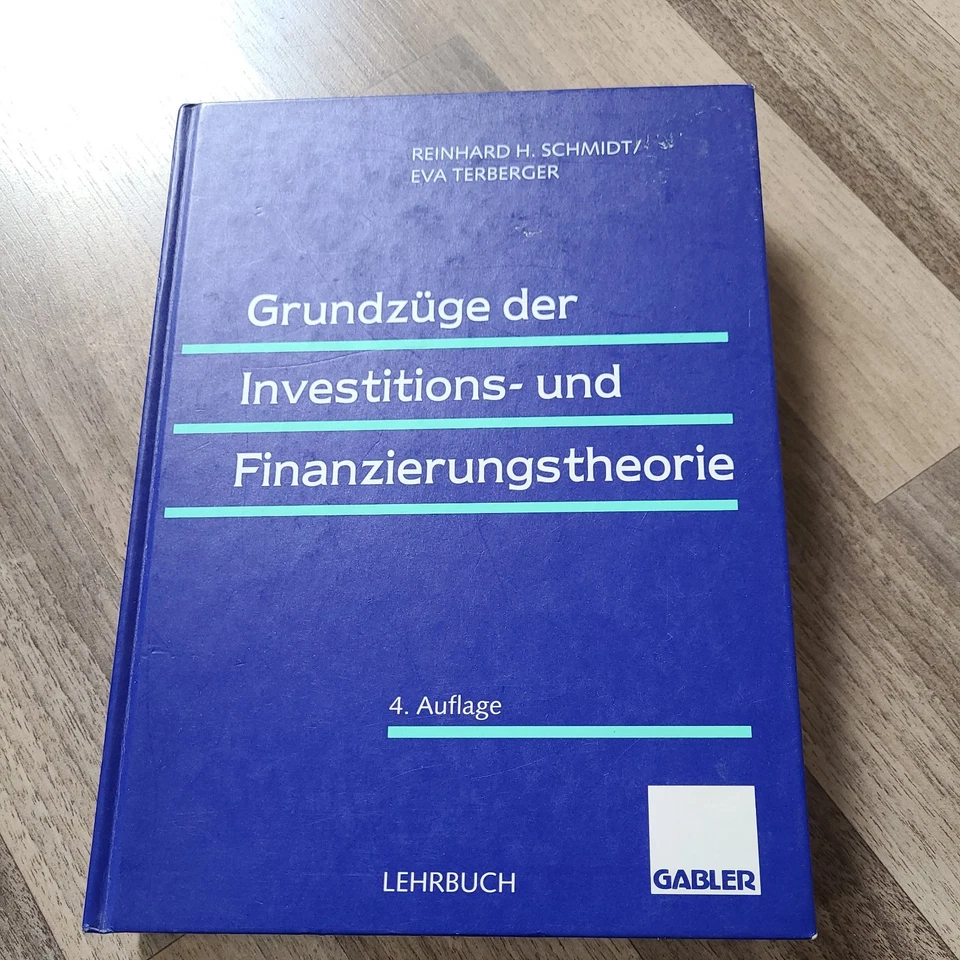 REINHARD H. SCHMIDT/
EVA TERBERGER
Grundzüge der
Investitions- und
Finanzierungstheorie
4. Auflage
LEHRBUCH
GABLER